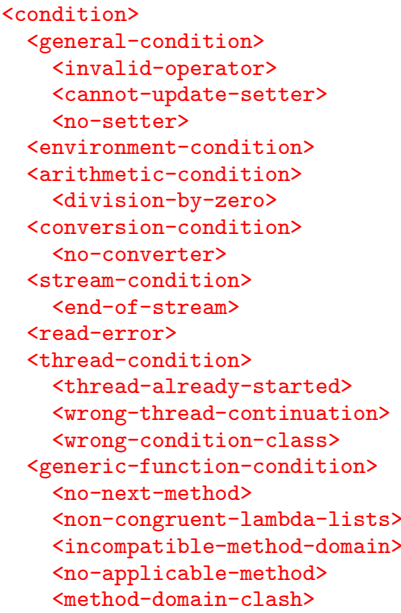 <condition>
  <general-condition>
    <invalid-operator>
    <cannot-update-setter>
    <no-setter>
  <environment-condition>
  <arithmetic-condition>
    <division-by-zero>
  <conversion-condition>
    <no-converter>
  <stream-condition>
    <end-of-stream>
  <read-error>
  <thread-condition>
    <thread-already-started>
    <wrong-thread-continuation>
    <wrong-condition-class>
  <generic-function-condition>
    <no-next-method>
    <non-congruent-lambda-lists>
    <incompatible-method-domain>
    <no-applicable-method>
    <method-domain-clash>